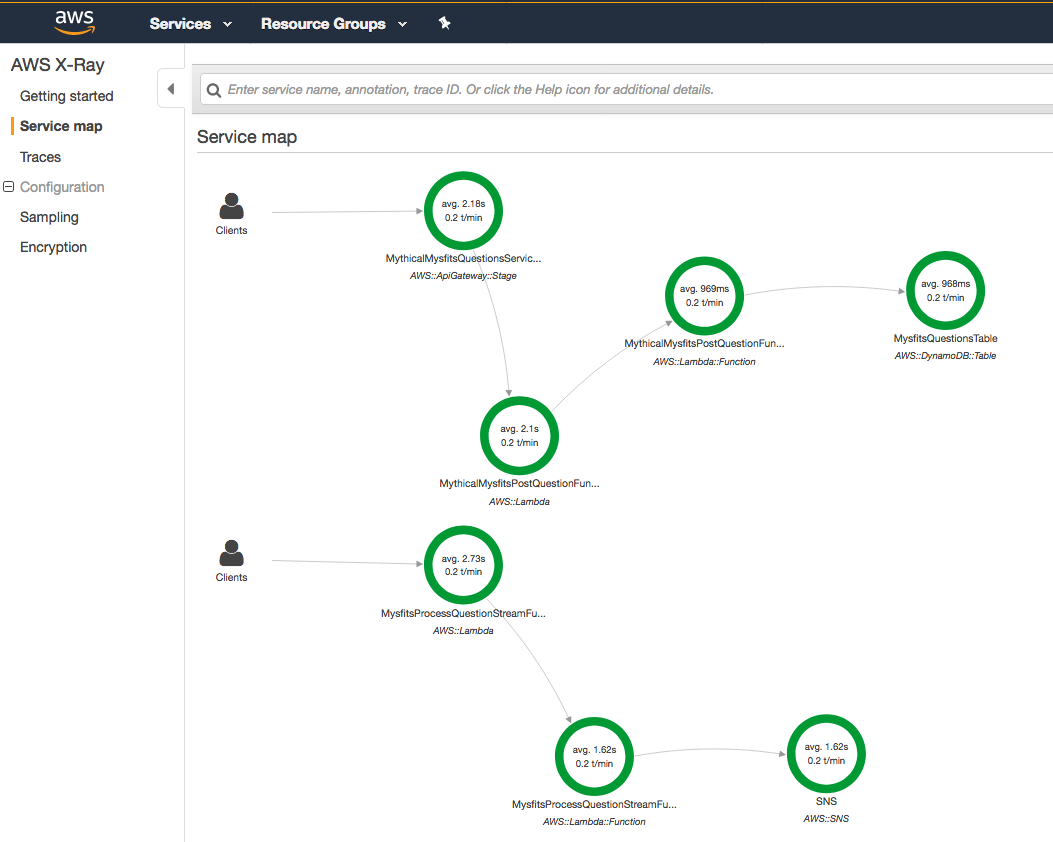 aws
Services
Resource Groups
AWS X-Ray
Getting started
Service map
Traces
Configuration
Sampling
Encryption
Enter service name, annotation, trace ID. Or click the Help icon for additional details.
Service map
Clients
avg. 2.18s
0.2 t/min
MythicalMysfitsQuestionsServic...
AWS::ApiGateway::Stage
avg. 969ms
0.2 t/min
MythicalMysfitsPostQuestionFun...
AWS::Lambda::Function
avg. 968ms
0.2 t/min
MysfitsQuestionsTable
AWS::DynamoDB::Table
avg. 2.1s
0.2 t/min
MythicalMysfitsPostQuestionFun...
AWS::Lambda
Clients
avg. 2.73s
0.2 t/min
MysfitsProcessQuestionStreamFu...
AWS::Lambda
avg. 1.62s
0.2 t/min
MysfitsProcessQuestionStreamFu...
AWS::Lambda::Function
avg. 1.62s
0.2 t/min
SNS
AWS::SNS